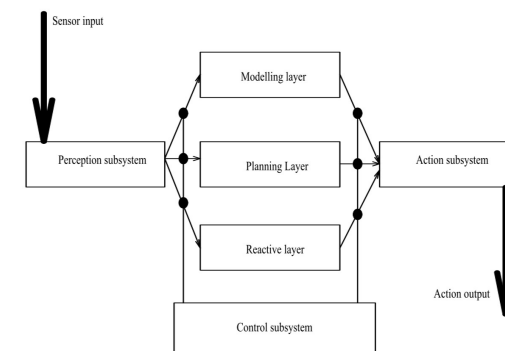 Sensor input
Modelling layer
Perception subsystem
Planning Layer
Action subsystem
Reactive layer
Action output
Control subsystem